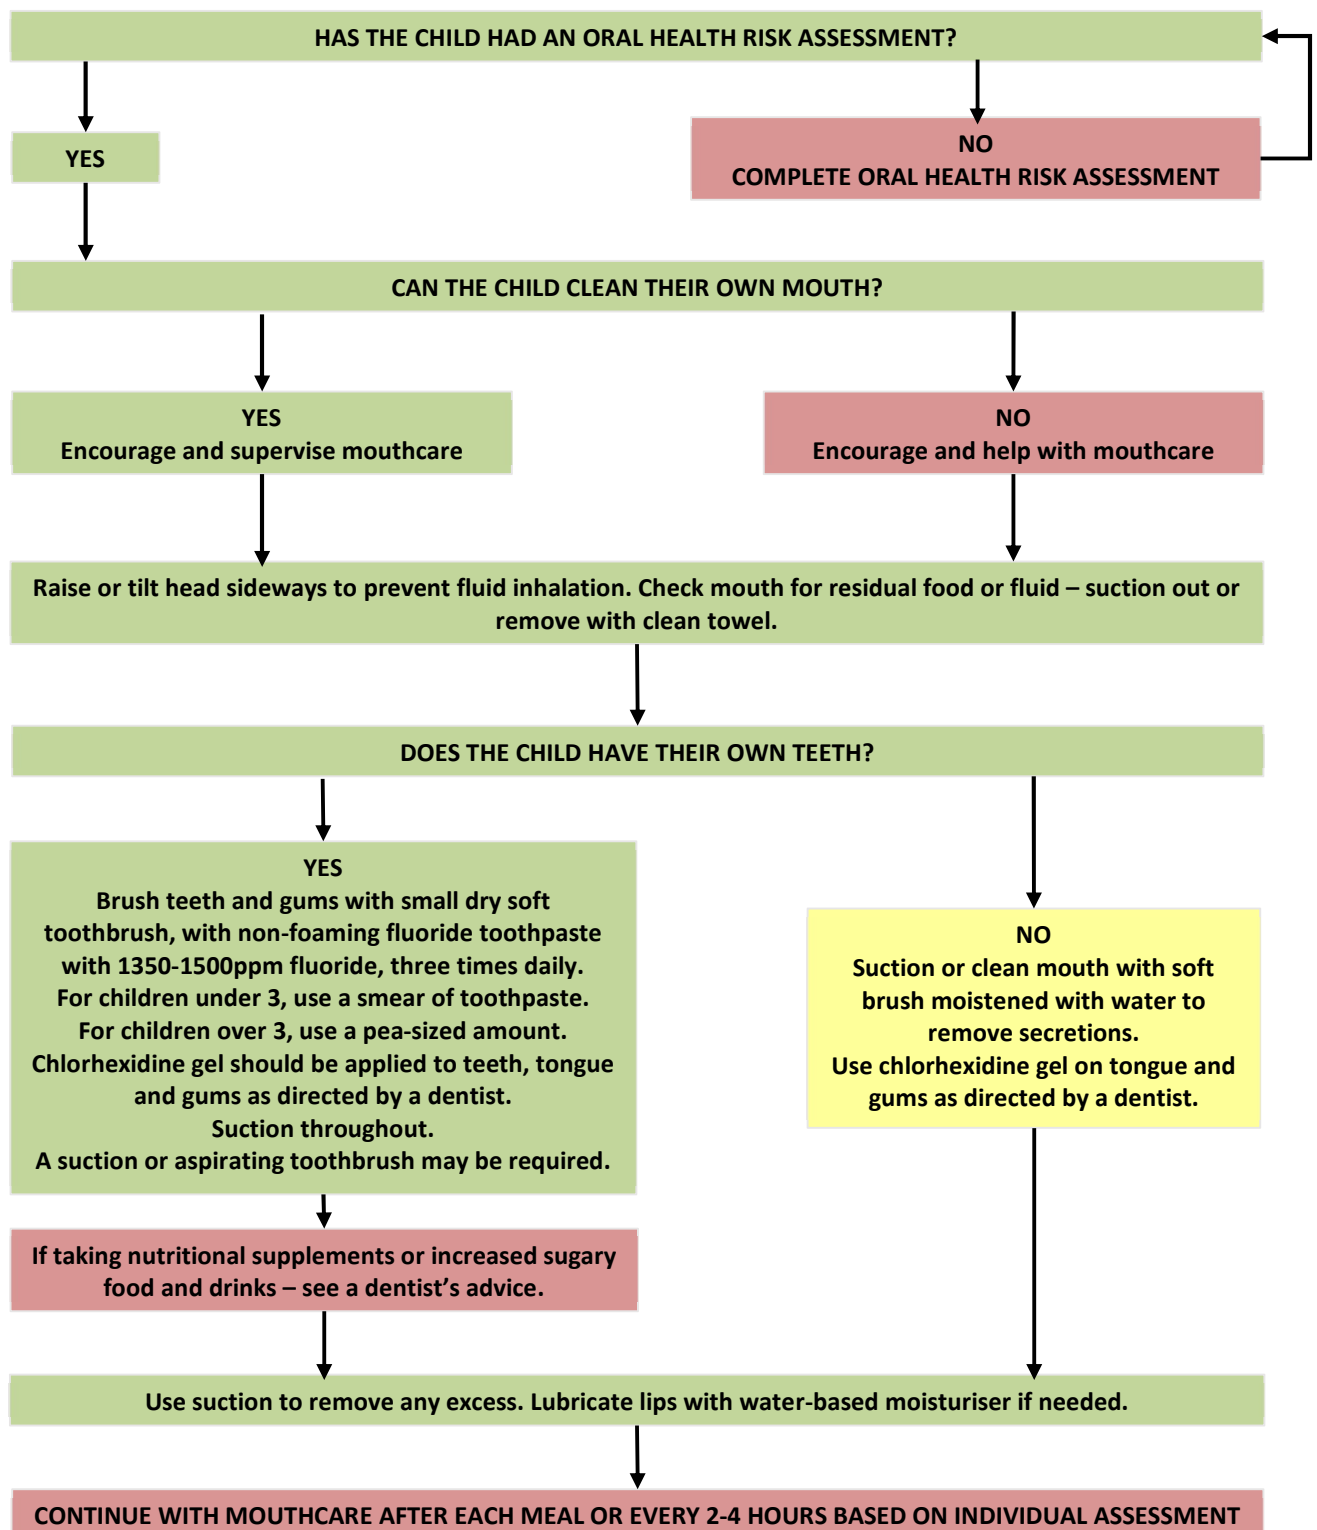 HAS THE CHILD HAD AN ORAL HEALTH RISK ASSESSMENT?
YES
NO
COMPLETE ORAL HEALTH RISK ASSESSMENT
CAN THE CHILD CLEAN THEIR OWN MOUTH?
YES
Encourage and supervise mouthcare
NO
Encourage and help with mouthcare
Raise or tilt head sideways to prevent fluid inhalation. Check mouth for residual food or fluid – suction out or
remove with clean towel.
DOES THE CHILD HAVE THEIR OWN TEETH?
YES
Brush teeth and gums with small dry soft
toothbrush, with non-foaming fluoride toothpaste
with 1350-1500ppm fluoride, three times daily.
For children under 3, use a smear of toothpaste.
For children over 3, use a pea-sized amount.
Chlorhexidine gel should be applied to teeth, tongue
and gums as directed by a dentist.
Suction throughout.
A suction or aspirating toothbrush may be required.
NO
Suction or clean mouth with soft
brush moistened with water to
remove secretions.
Use chlorhexidine gel on tongue and
gums as directed by a dentist.
If taking nutritional supplements or increased sugary
food and drinks – see a dentist’s advice.
Use suction to remove any excess. Lubricate lips with water-based moisturiser if needed.
CONTINUE WITH MOUTHCARE AFTER EACH MEAL OR EVERY 2-4 HOURS BASED ON INDIVIDUAL ASSESSMENT